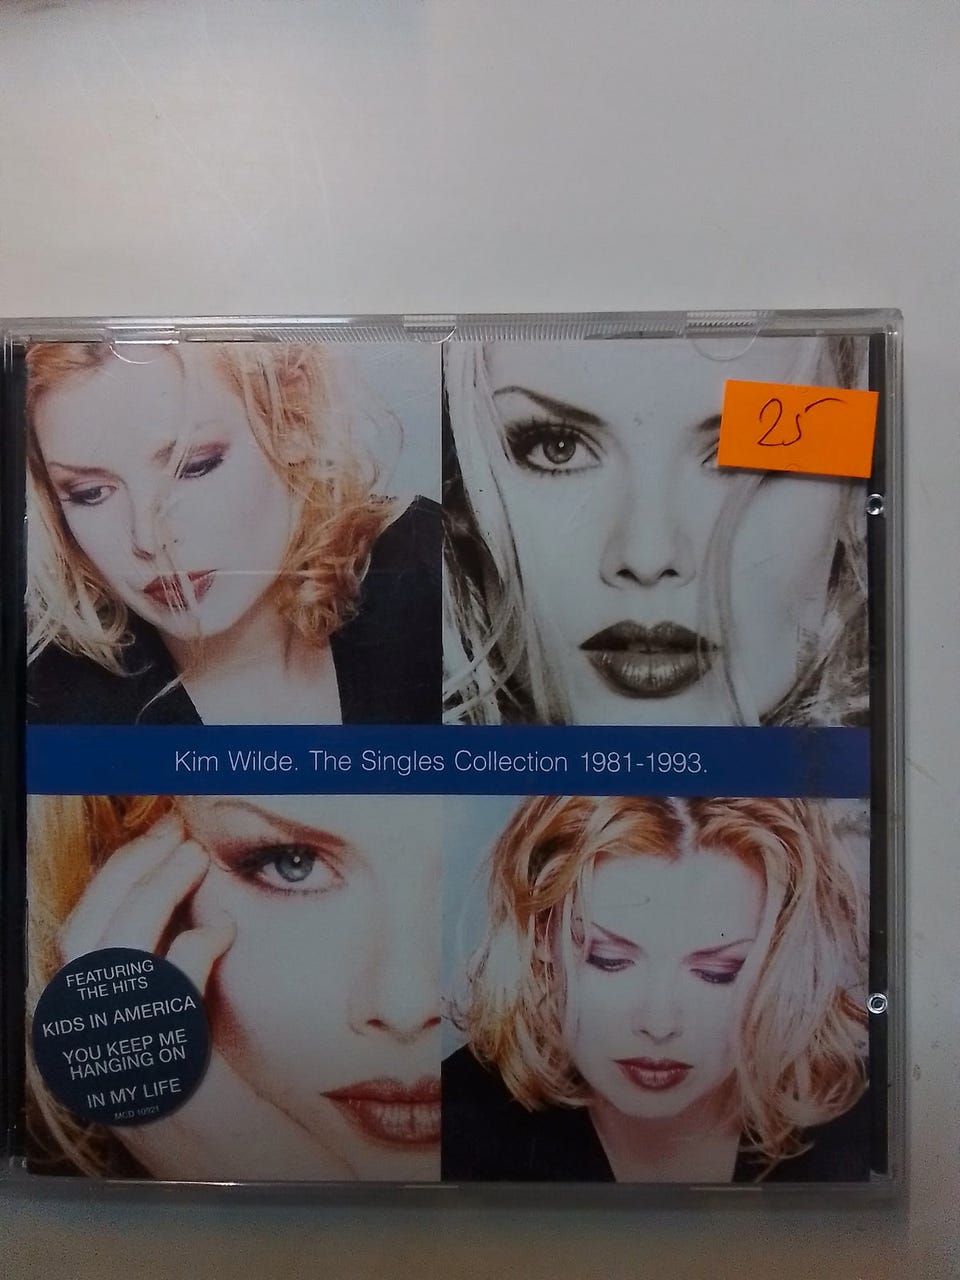 25
Kim Wilde. The Singles Collection 1981-1993.
FEATURING
THE HITS
KIDS IN AMERICA
YOU KEEP ME
HANGING ON
IN MY LIFE
MCD 10921